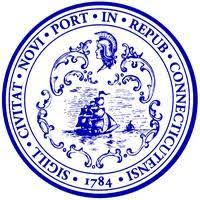 SIGILL · CIVITAT · NOVI · PORT · IN · REPUB · CONNECTICUTENSI
· 1784 ·